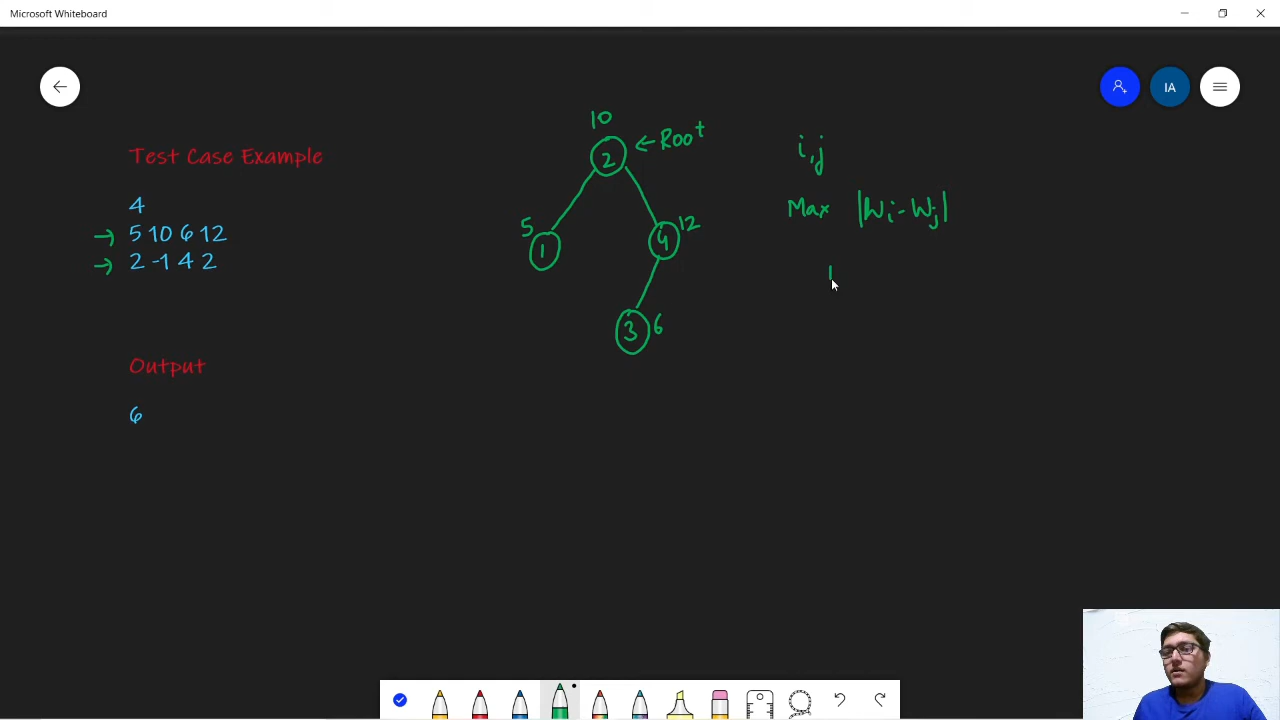 Microsoft Whiteboard
IA
Test Case Example
4
5 10 6 12
2 -1 4 2
Output
6
10
2
← Root
5
1
12
4
3
6
i,j
Max |Wi-Wj|